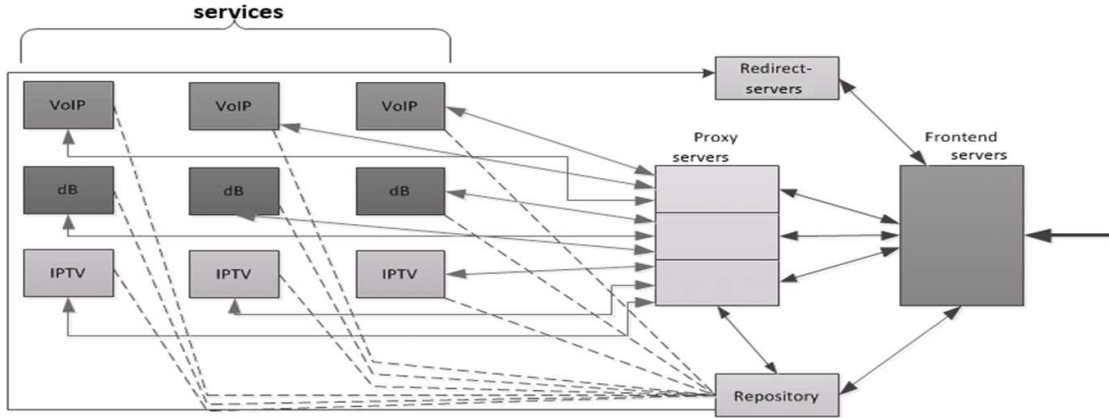 services
Redirect-
servers
VoIP
VoIP
VoIP
Proxy
servers
Frontend
servers
dB
dB
dB
IPTV
IPTV
IPTV
Repository